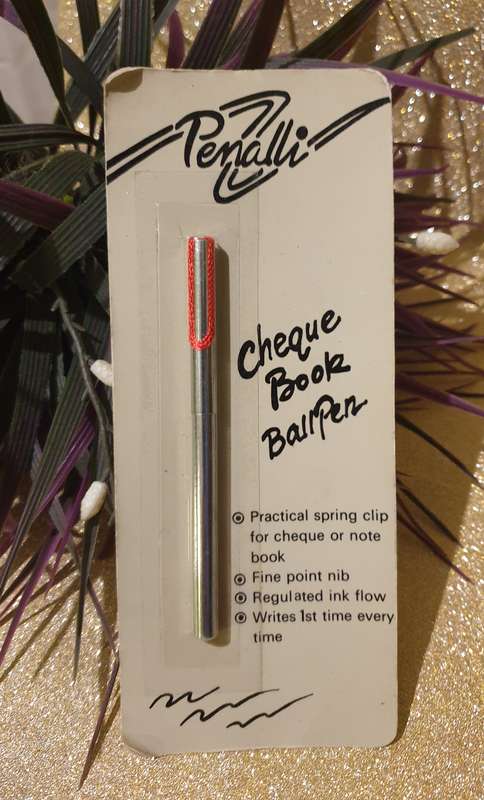 Penalli
Cheque
Book
BallPen
Practical spring clip
for cheque or note
book
Fine point nib
Regulated ink flow
Writes 1st time every
time